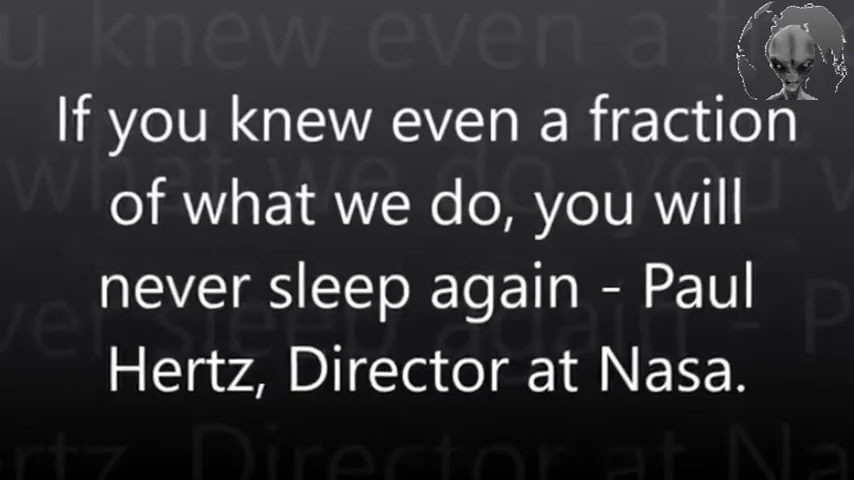 If you knew even a fraction
of what we do, you will
never sleep again - Paul
Hertz, Director at Nasa.